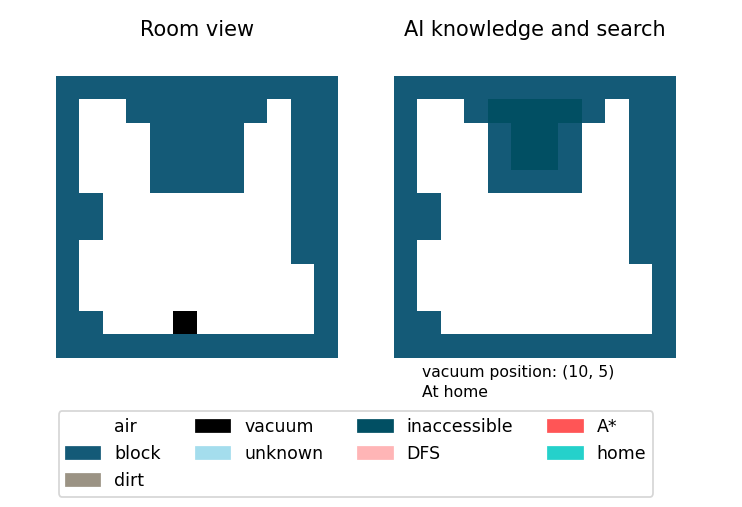 Room view
AI knowledge and search
vacuum position: (10, 5)
At home
air
block
dirt
vacuum
unknown
inaccessible
DFS
A*
home